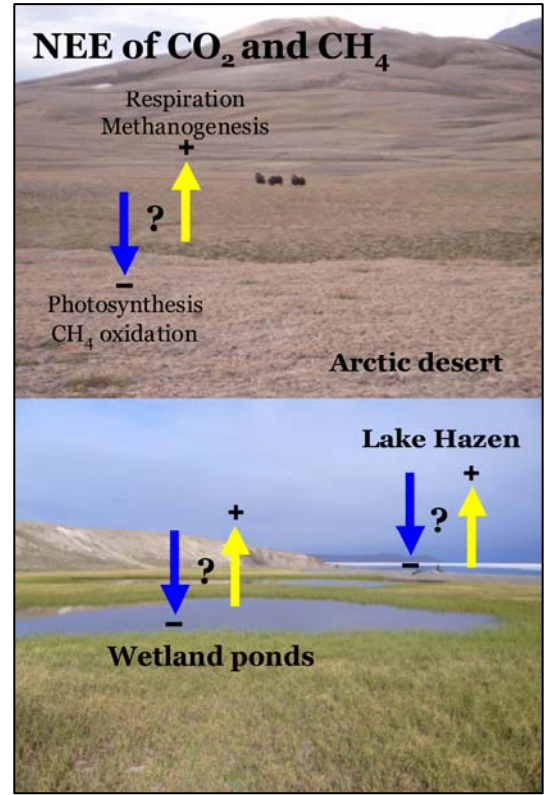 NEE of CO₂ and CH₄
Respiration
Methanogenesis
+
?
−
Photosynthesis
CH₄ oxidation
Arctic desert
Lake Hazen
+
?
−
+
?
−
Wetland ponds